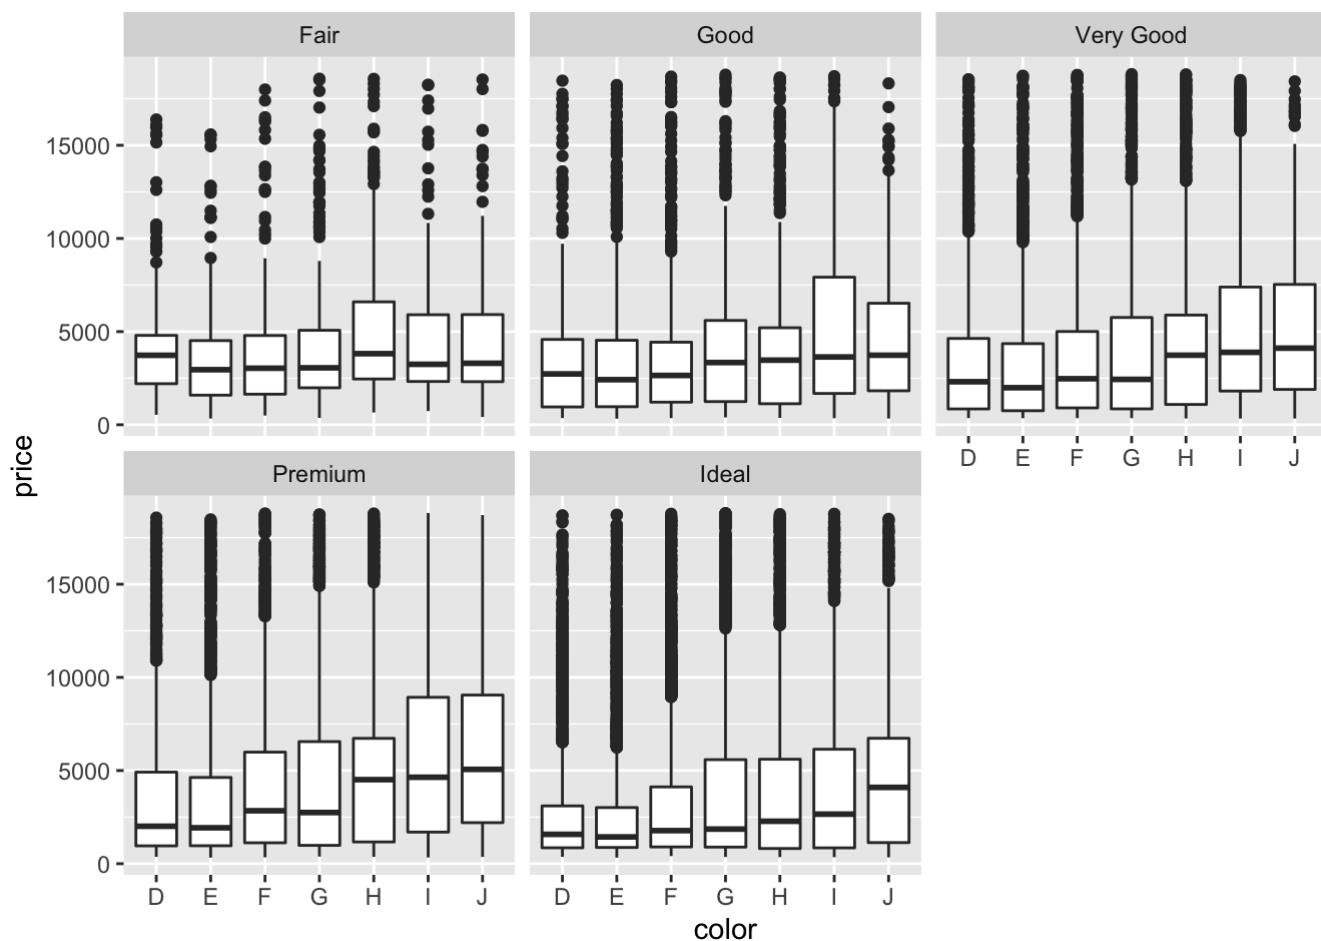 Fair
Good
Very Good
15000
10000
5000
0
D E F G H I J
price
Premium
Ideal
15000
10000
5000
0
D E F G H I J
D E F G H I J
color